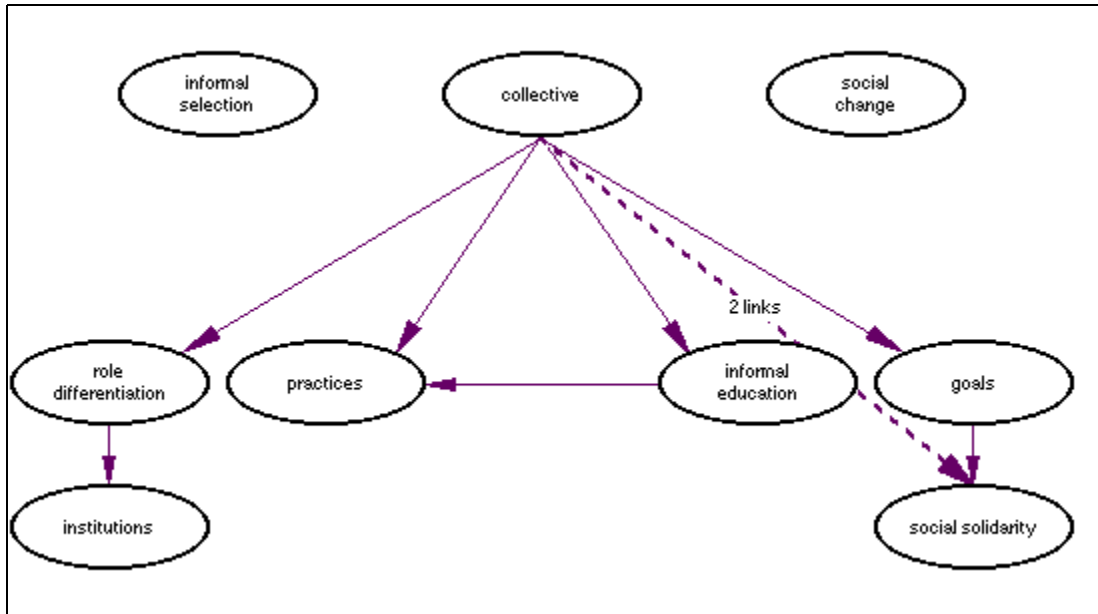 informal
selection
collective
social
change
2 links
role
differentiation
practices
informal
education
goals
institutions
social solidarity